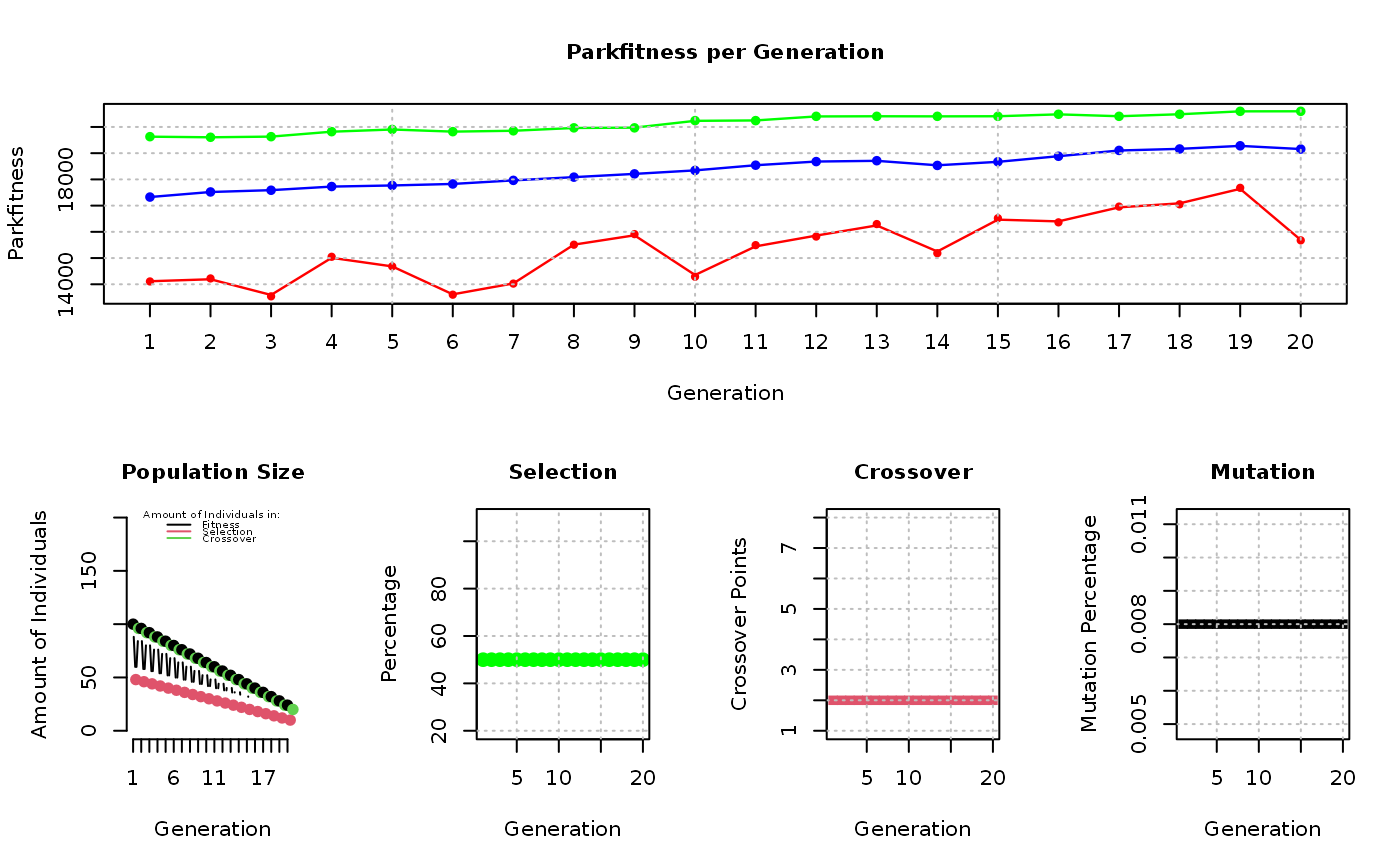 Parkfitness per Generation
Parkfitness
18000
14000
1 2 3 4 5 6 7 8 9 10 11 12 13 14 15 16 17 18 19 20
Generation
Population Size
Amount of Individuals
150
50
0
Amount of Individuals in:
Fitness
Selection
Crossover
1 6 11 17
Generation
Selection
Percentage
80
60
40
20
5 10 20
Generation
Crossover
Crossover Points
7
5
3
1
5 10 20
Generation
Mutation
Mutation Percentage
0.011
0.008
0.005
5 10 20
Generation